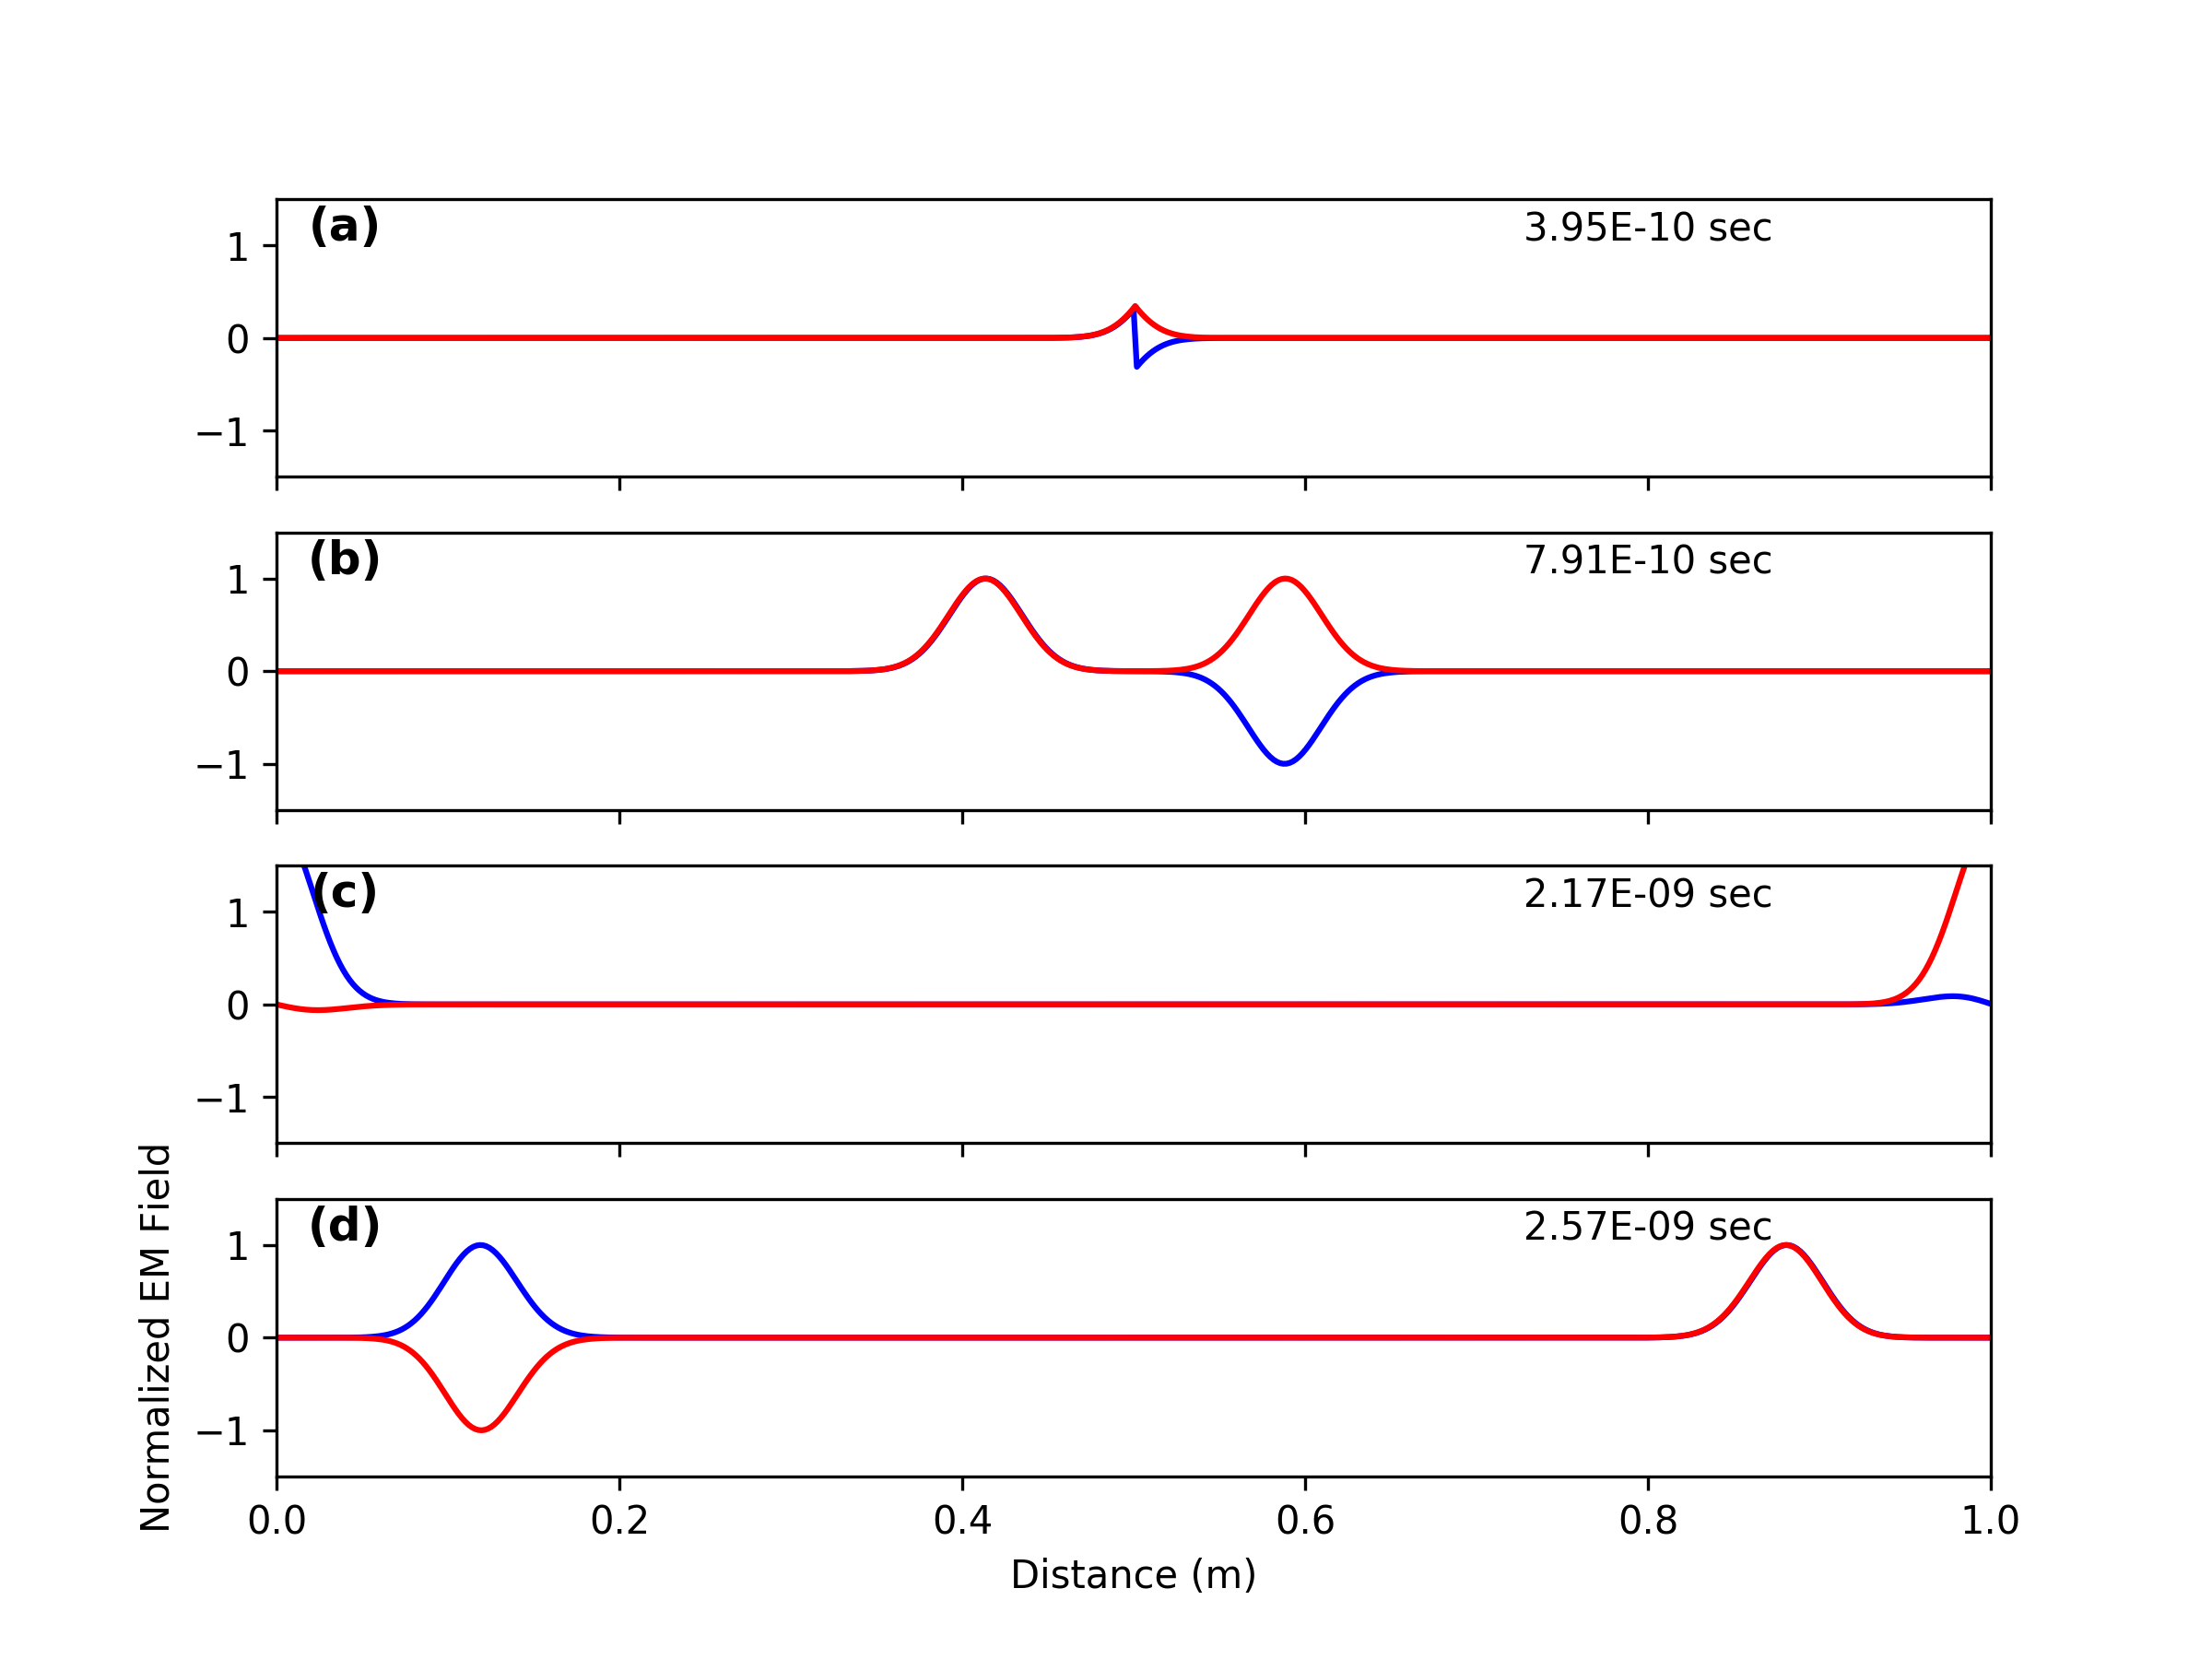 (a)
3.95E-10 sec
1
0
−1
(b)
7.91E-10 sec
1
0
−1
(c)
2.17E-09 sec
1
0
−1
(d)
2.57E-09 sec
1
0
−1
Normalized EM Field
0.0 0.2 0.4 0.6 0.8 1.0
Distance (m)